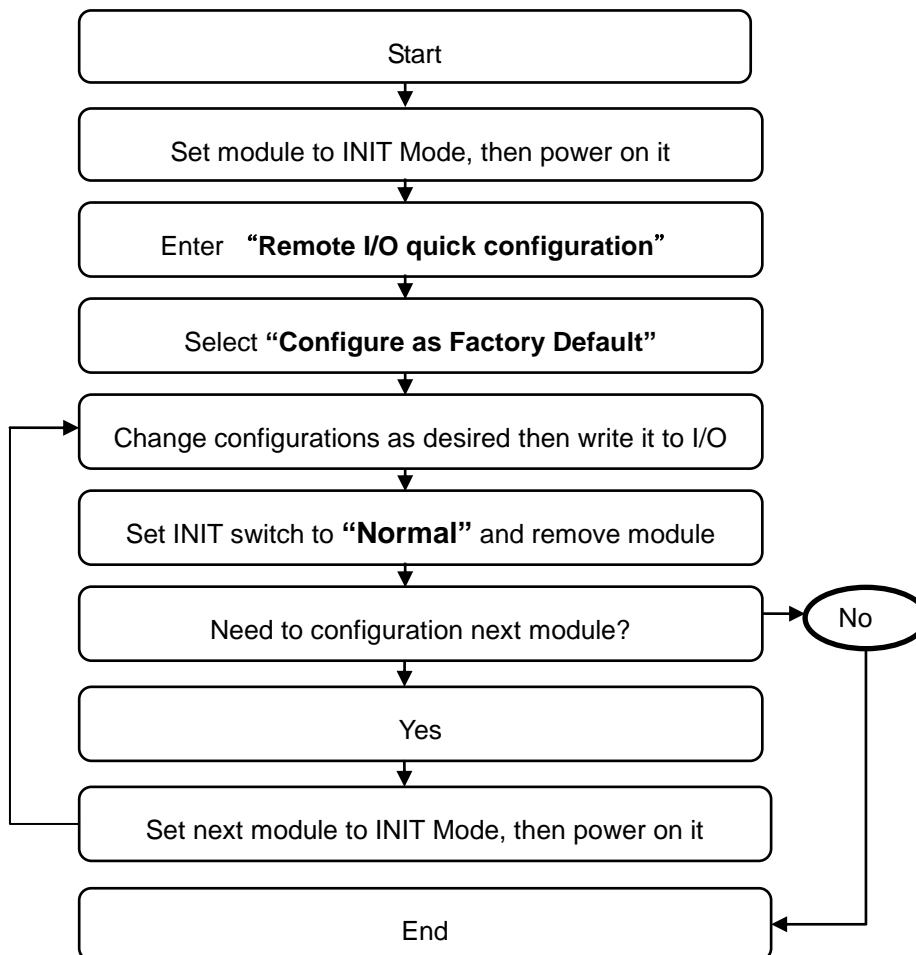 Start
Set module to INIT Mode, then power on it
Enter “Remote I/O quick configuration”
Select “Configure as Factory Default”
Change configurations as desired then write it to I/O
Set INIT switch to “Normal” and remove module
Need to configuration next module?
No
Yes
Set next module to INIT Mode, then power on it
End